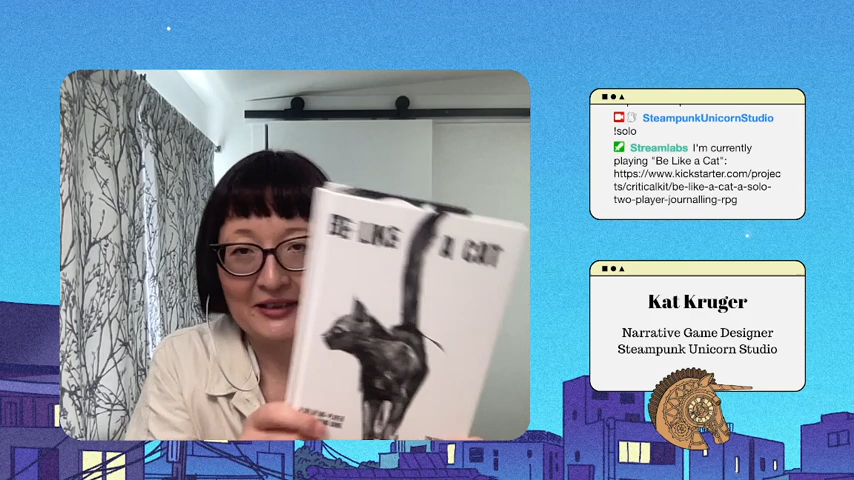 BE LIKE A CAT
SteampunkUnicornStudio
!solo
Streamlabs I'm currently
playing "Be Like a Cat":
https://www.kickstarter.com/projec
ts/criticalkit/be-like-a-cat-a-solo-
two-player-journalling-rpg
Kat Kruger
Narrative Game Designer
Steampunk Unicorn Studio